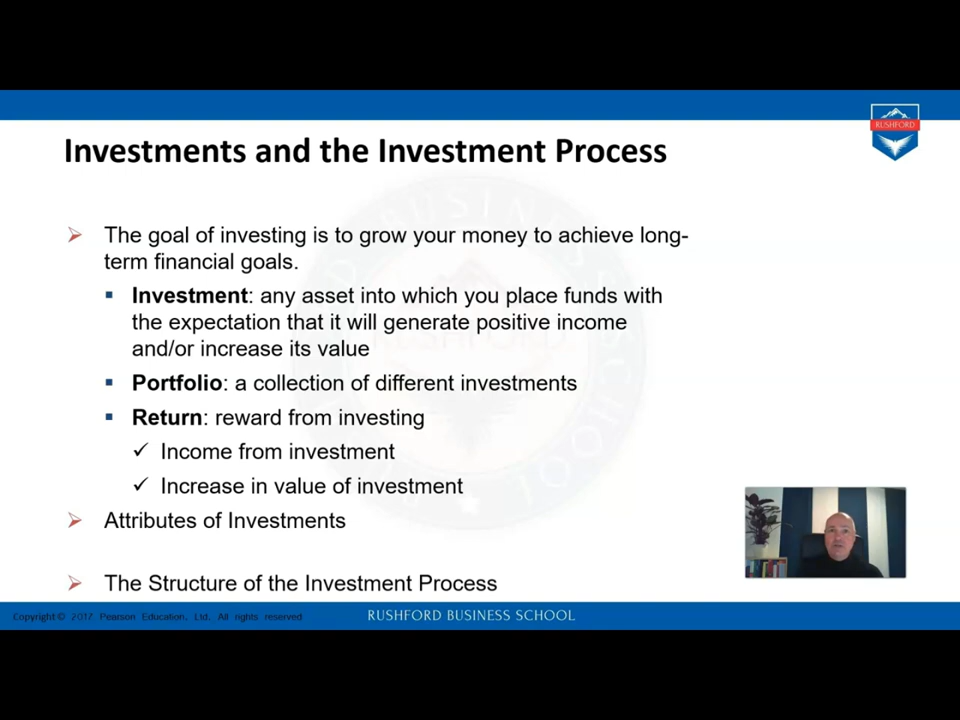 RUSHFORD
Investments and the Investment Process
➢ The goal of investing is to grow your money to achieve long-
term financial goals.
▪ Investment: any asset into which you place funds with
the expectation that it will generate positive income
and/or increase its value
▪ Portfolio: a collection of different investments
▪ Return: reward from investing
✓ Income from investment
✓ Increase in value of investment
➢ Attributes of Investments
➢ The Structure of the Investment Process
Copyright © 2017 Pearson Education, Ltd. All rights reserved
RUSHFORD BUSINESS SCHOOL